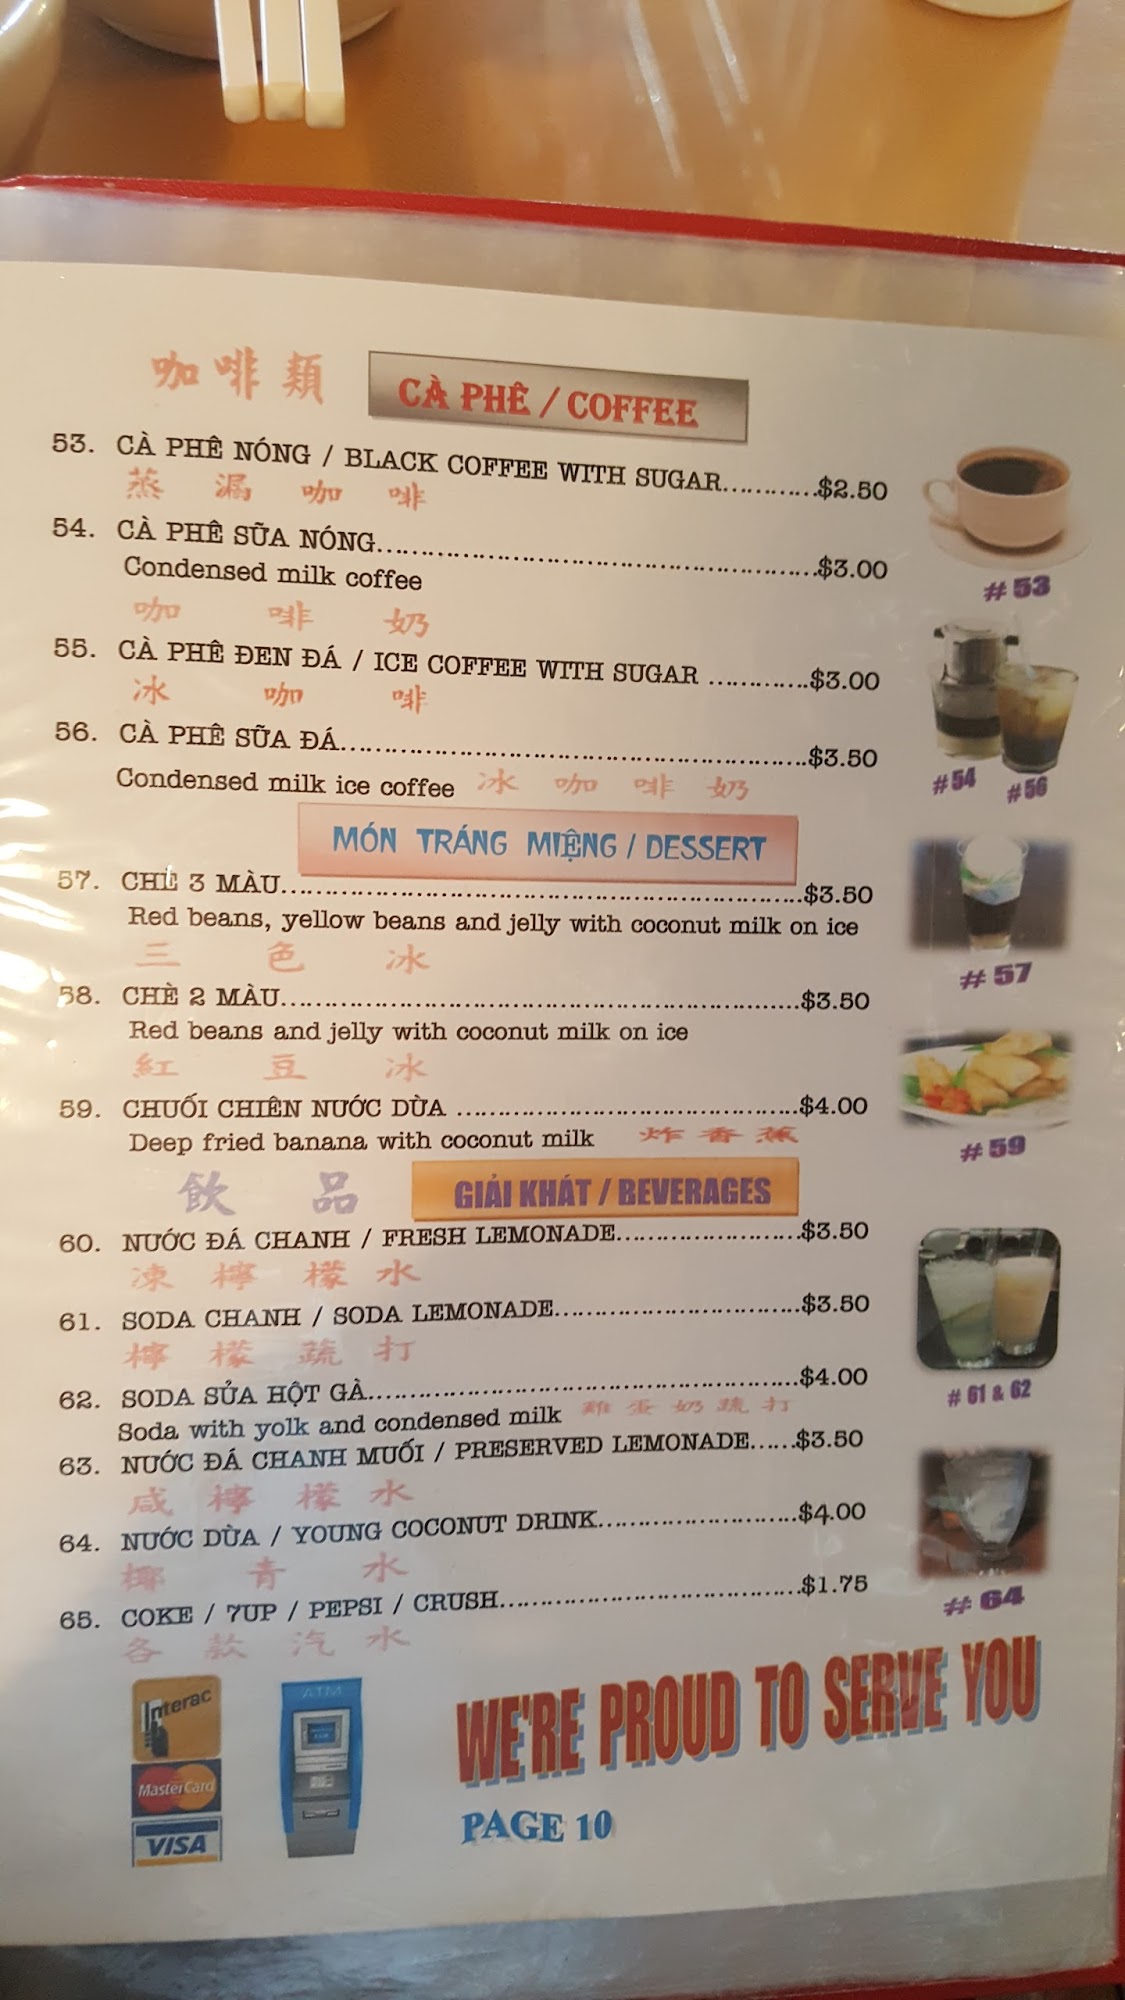 咖啡類 CÀ PHÊ / COFFEE
53. CÀ PHÊ NÓNG / BLACK COFFEE WITH SUGAR............$2.50
蒸漏咖啡
54. CÀ PHÊ SỮA NÓNG............$3.00
Condensed milk coffee
咖啡奶
# 53
55. CÀ PHÊ ĐEN ĐÁ / ICE COFFEE WITH SUGAR ............$3.00
冰咖啡
56. CÀ PHÊ SỮA ĐÁ............$3.50
Condensed milk ice coffee 冰咖啡奶
# 54 # 56
MÓN TRÁNG MIỆNG / DESSERT
57. CHÈ 3 MÀU............$3.50
Red beans, yellow beans and jelly with coconut milk on ice
三色冰
# 57
58. CHÈ 2 MÀU............$3.50
Red beans and jelly with coconut milk on ice
紅豆冰
59. CHUỐI CHIÊN NƯỚC DỪA ............$4.00
Deep fried banana with coconut milk 炸香蕉
# 59
飲品 GIẢI KHÁT / BEVERAGES
60. NƯỚC ĐÁ CHANH / FRESH LEMONADE............$3.50
凍檸檬水
61. SODA CHANH / SODA LEMONADE............$3.50
檸檬蔬打
62. SODA SỬA HỘT GÀ............$4.00
Soda with yolk and condensed milk 雞蛋奶蔬打
# 61 & 62
63. NƯỚC ĐÁ CHANH MUỐI / PRESERVED LEMONADE......$3.50
咸檸檬水
64. NƯỚC DỪA / YOUNG COCONUT DRINK............$4.00
椰青水
65. COKE / 7UP / PEPSI / CRUSH............$1.75
各款汽水
# 64
Interac
MasterCard
VISA
ATM
WE'RE PROUD TO SERVE YOU
PAGE 10